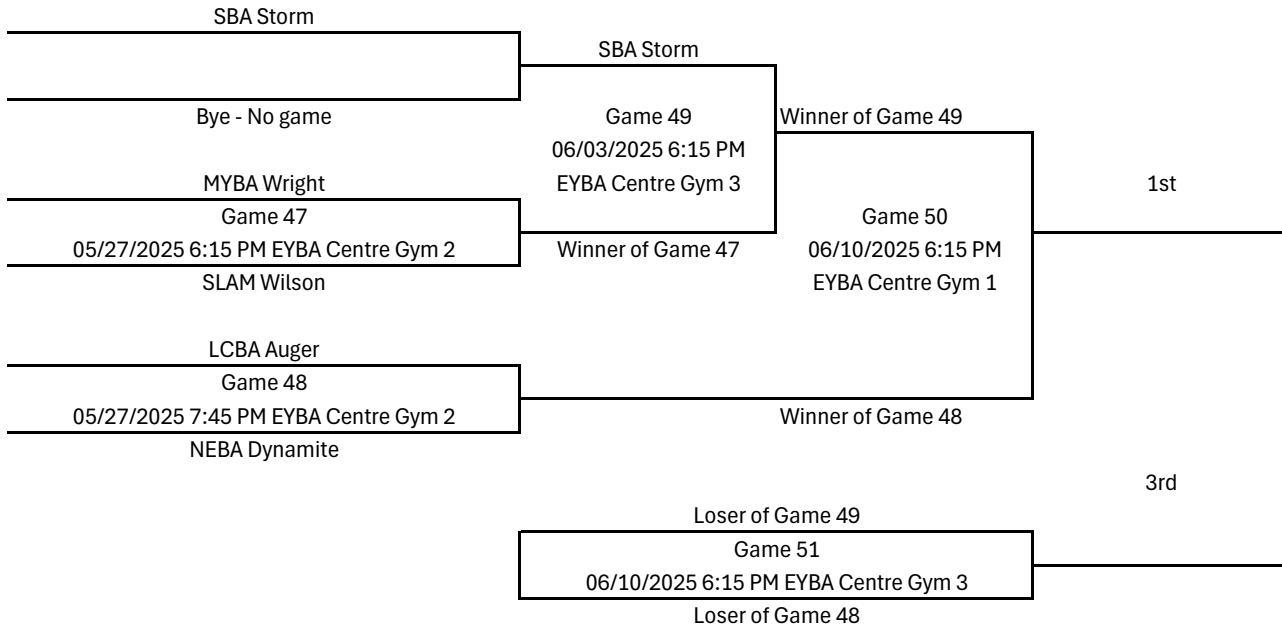 SBA Storm
SBA Storm
Bye - No game
Game 49
Winner of Game 49
06/03/2025 6:15 PM
MYBA Wright
EYBA Centre Gym 3
1st
Game 47
Game 50
05/27/2025 6:15 PM EYBA Centre Gym 2
Winner of Game 47
06/10/2025 6:15 PM
SLAM Wilson
EYBA Centre Gym 1
LCBA Auger
Game 48
05/27/2025 7:45 PM EYBA Centre Gym 2
Winner of Game 48
NEBA Dynamite
3rd
Loser of Game 49
Game 51
06/10/2025 6:15 PM EYBA Centre Gym 3
Loser of Game 48